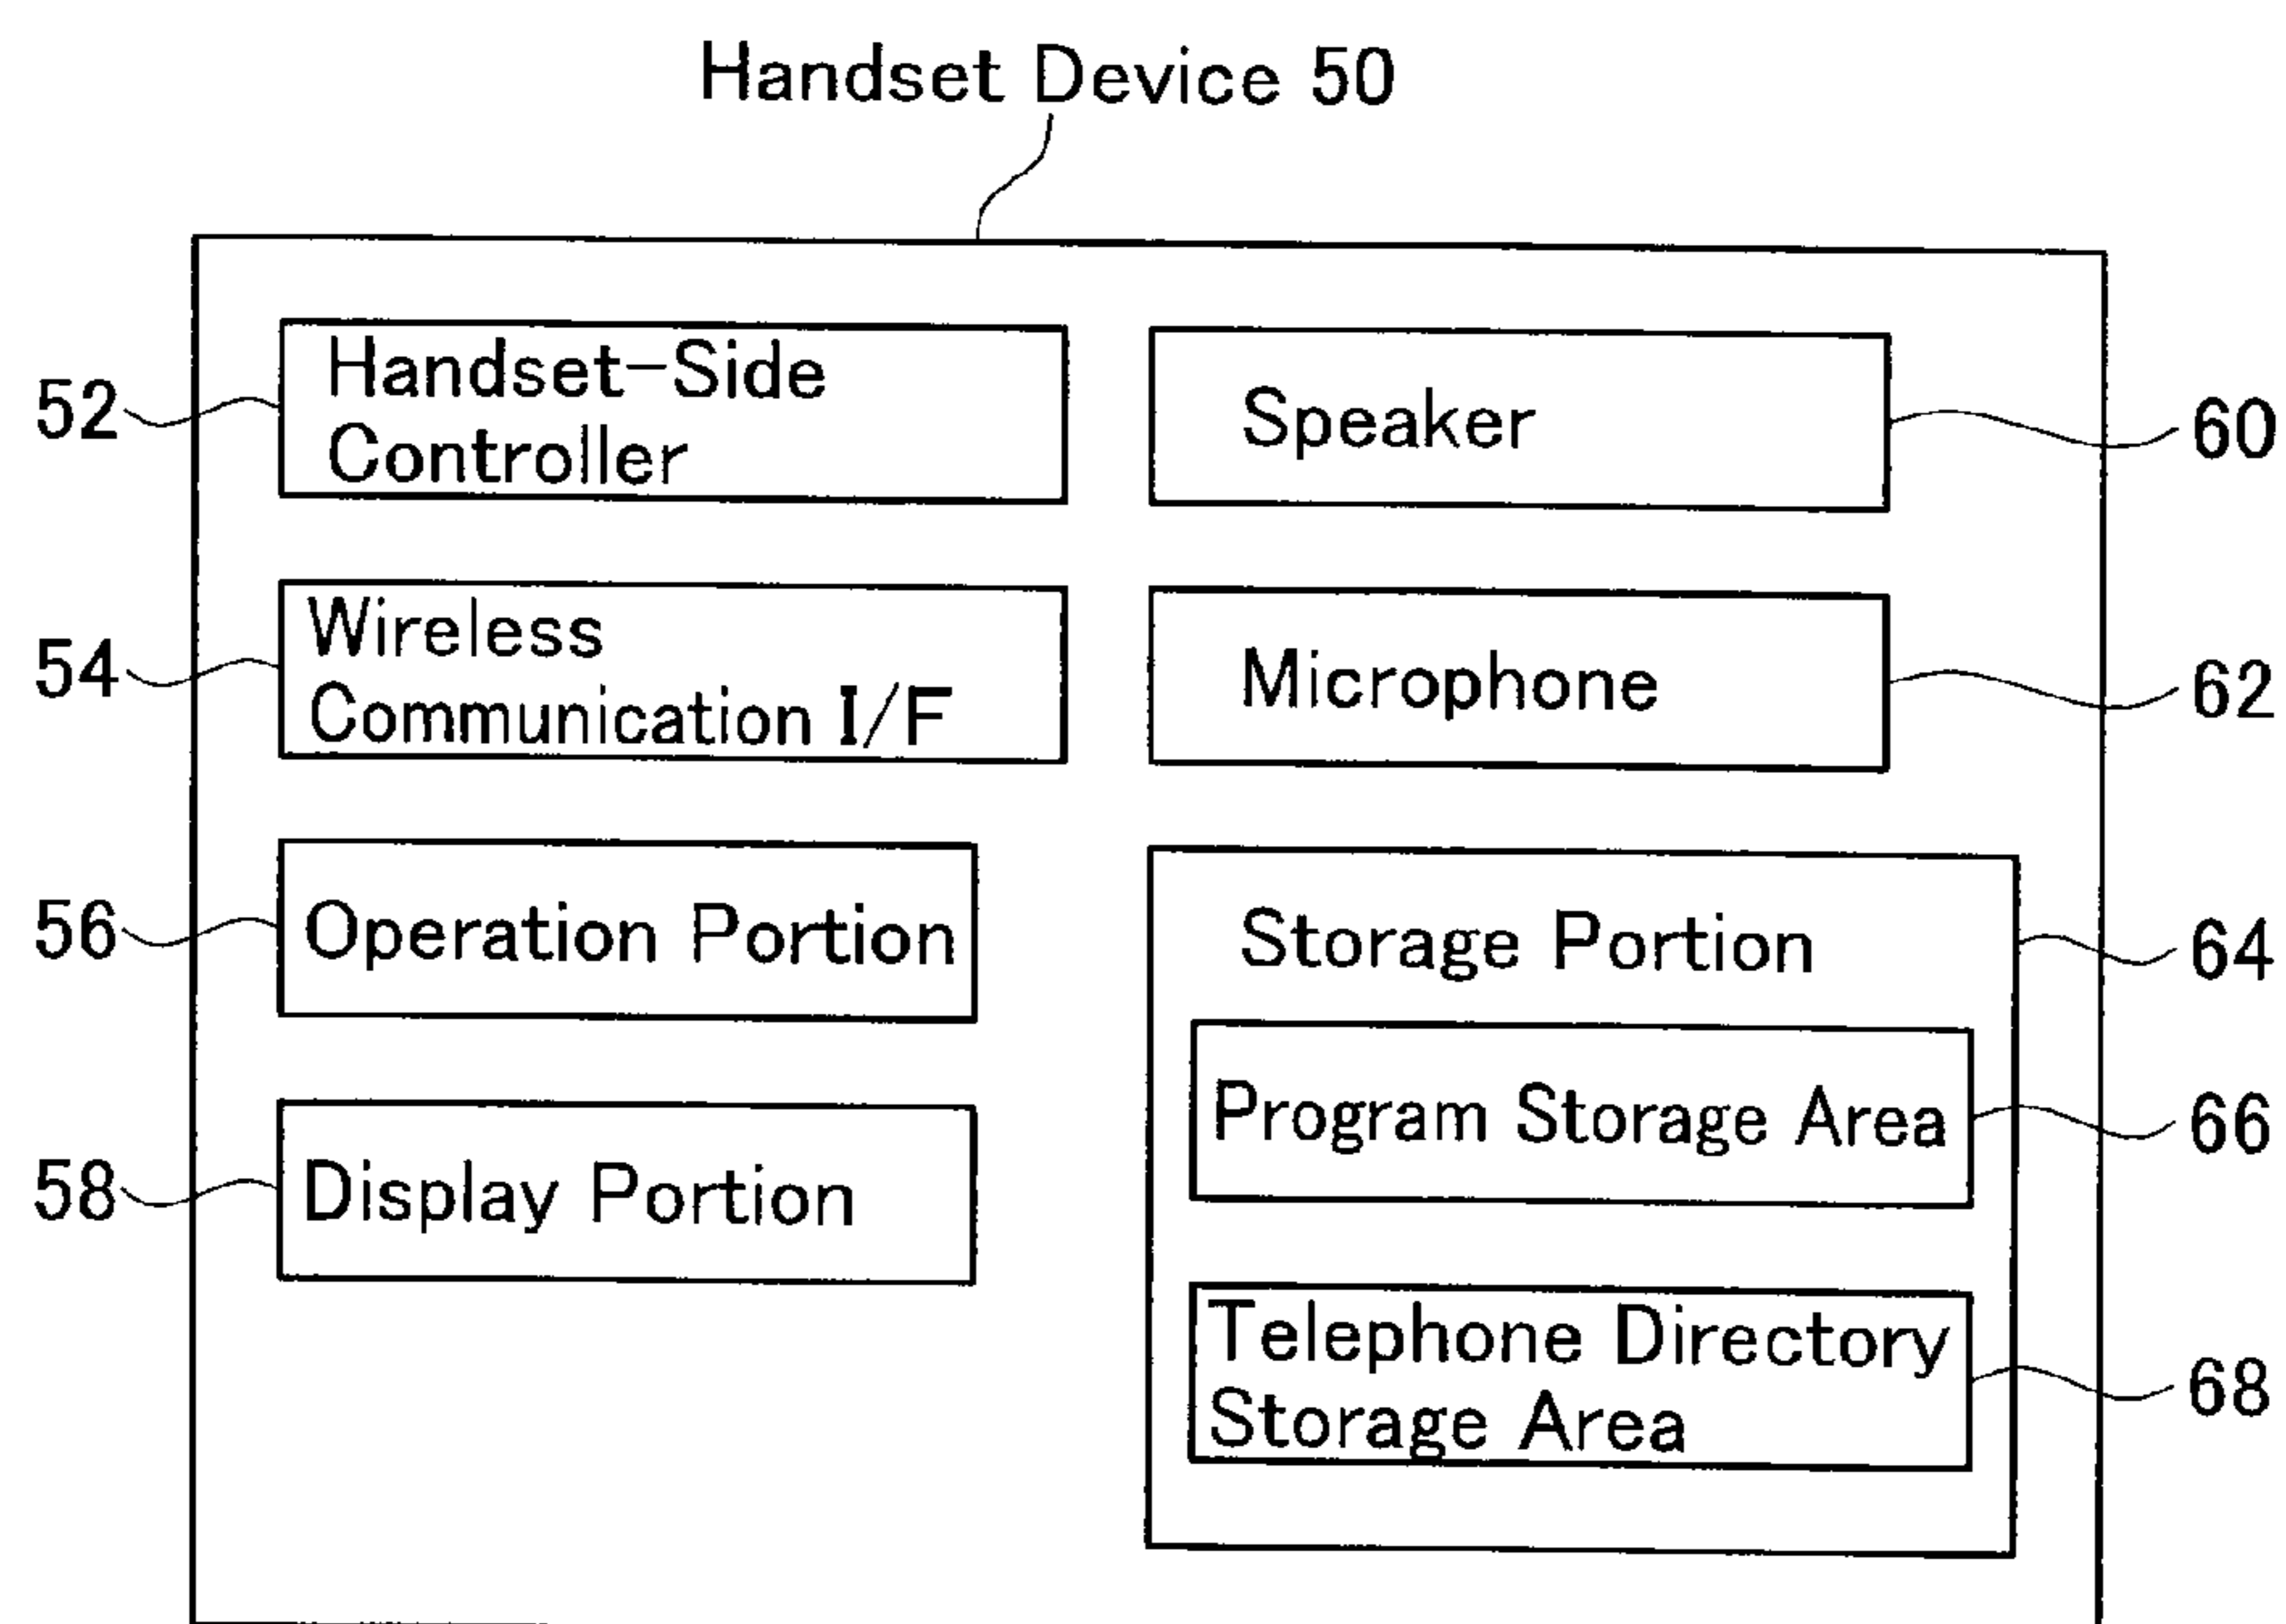 Handset Device 50
52
Handset-Side
Controller
54
Wireless
Communication I/F
56
Operation Portion
58
Display Portion
Speaker
60
Microphone
62
Storage Portion
64
Program Storage Area
66
Telephone Directory
Storage Area
68